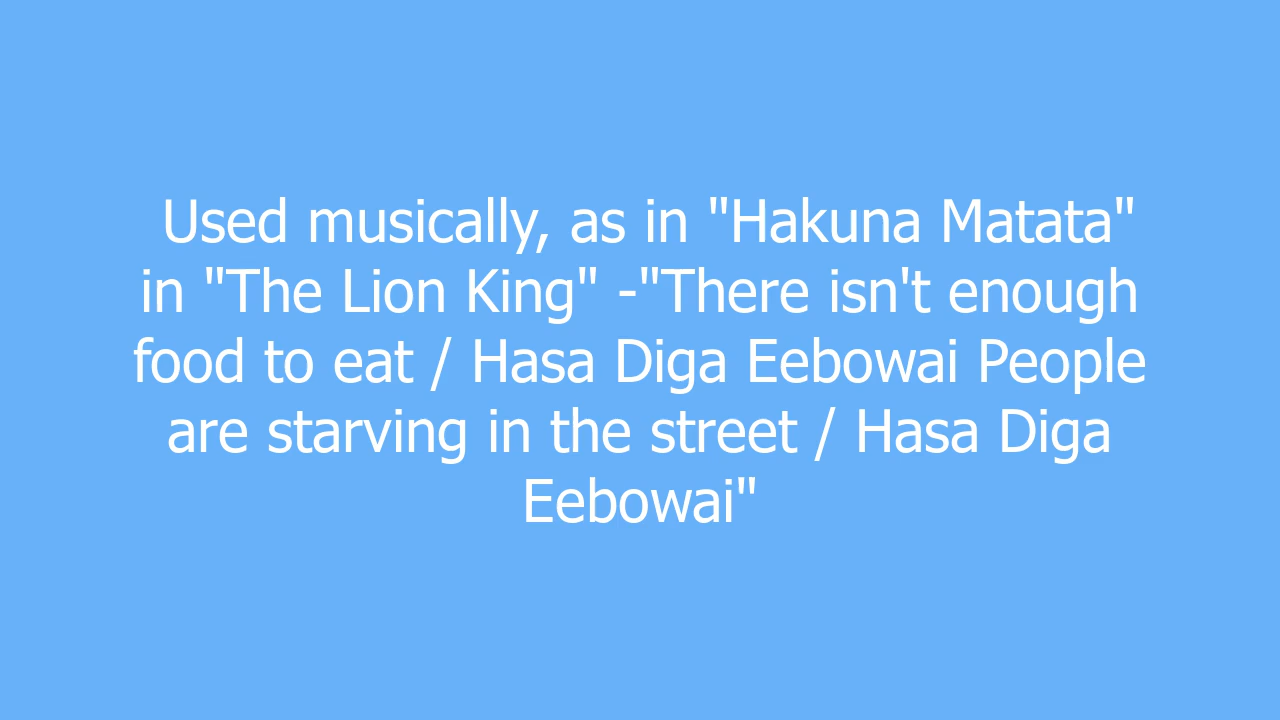 Used musically, as in "Hakuna Matata"
in "The Lion King" -"There isn't enough
food to eat / Hasa Diga Eebowai People
are starving in the street / Hasa Diga
Eebowai"